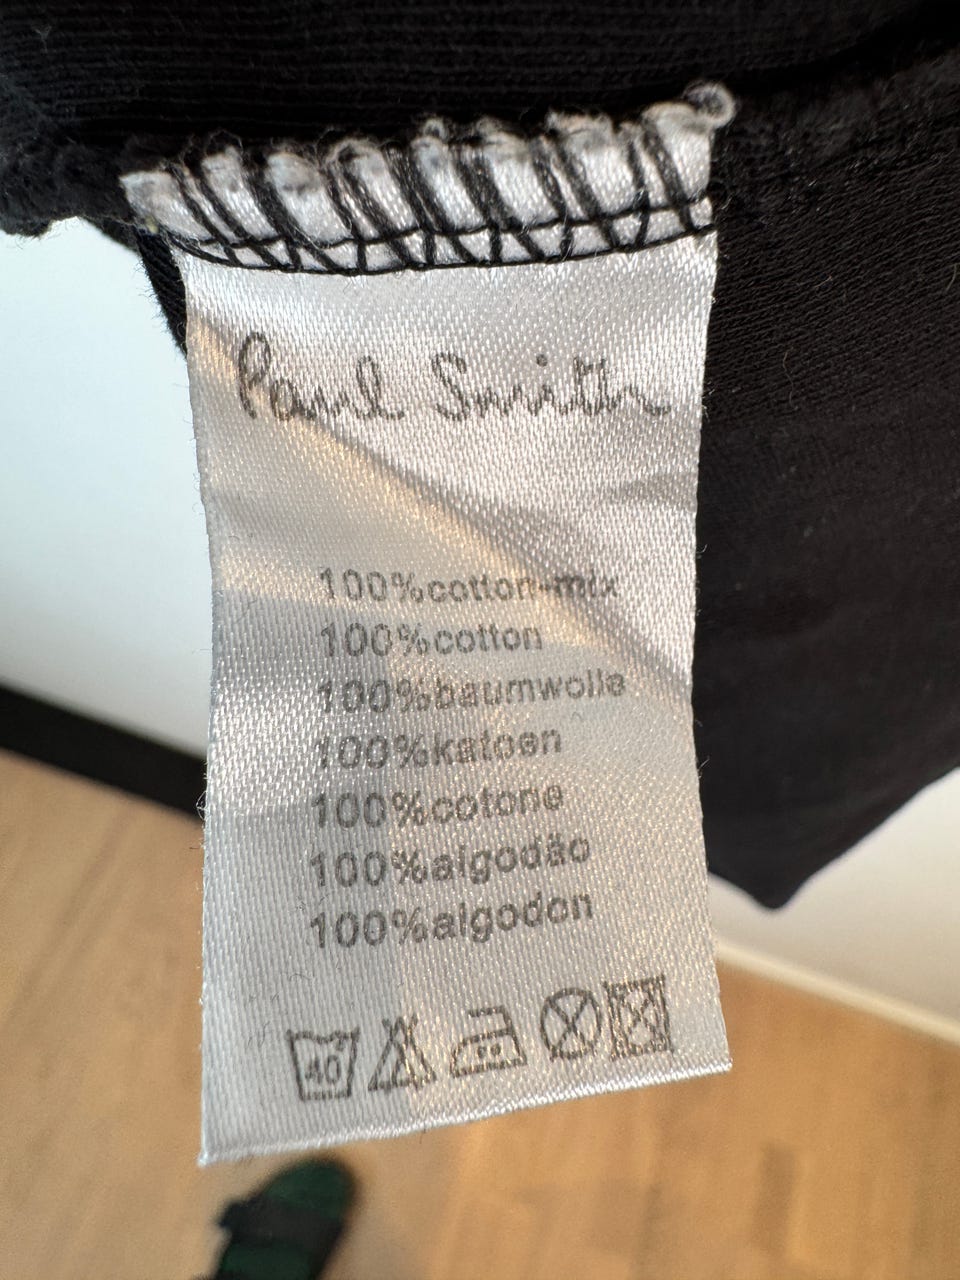 Paul Smith
100%cotton-mix
100%cotton
100%baumwolle
100%katoen
100%cotone
100%algodão
100%algodon
40